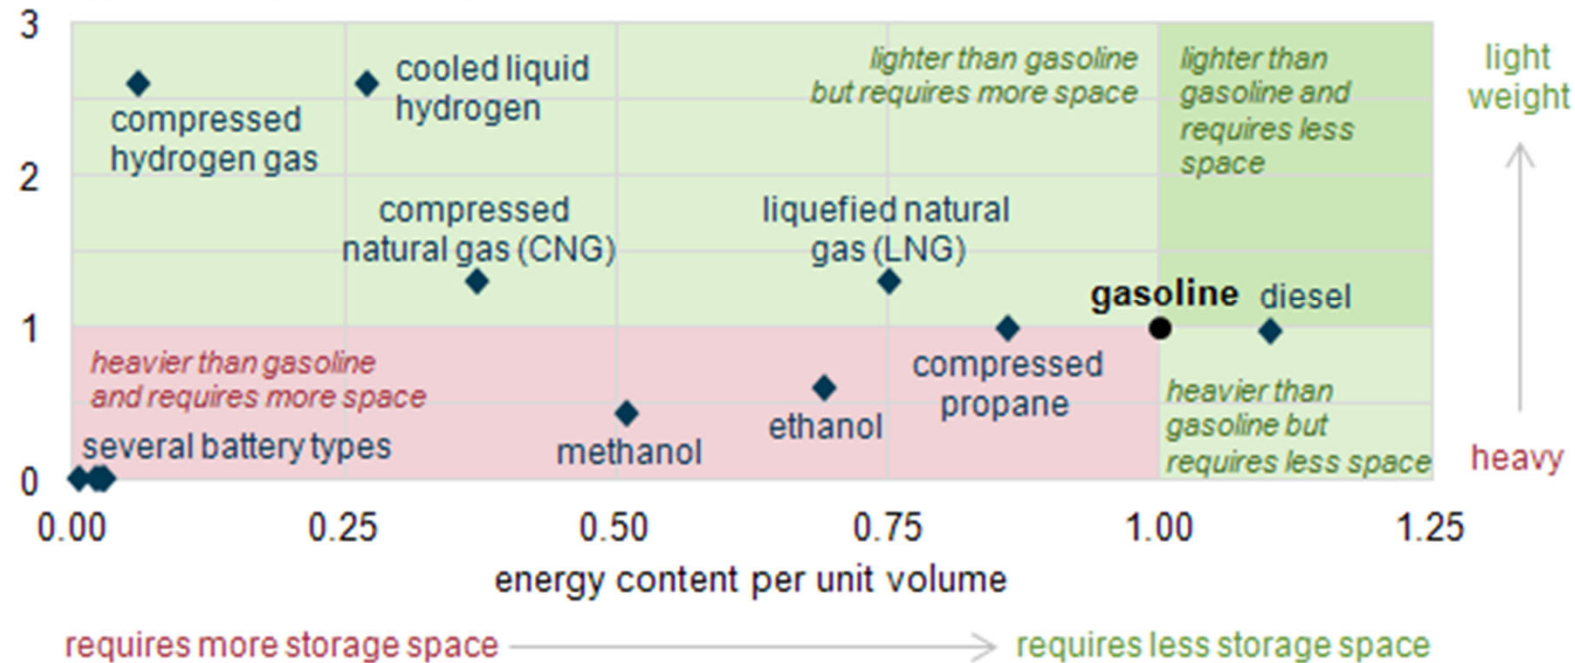 3
cooled liquid
hydrogen
compressed
hydrogen gas
lighter than gasoline
but requires more space
lighter than
gasoline and
requires less
space
light
weight
2
compressed
natural gas (CNG)
liquefied natural
gas (LNG)
gasoline
diesel
1
heavier than gasoline
and requires more space
compressed
propane
heavier than
gasoline but
requires less space
several battery types
methanol
ethanol
heavy
0
0.00 0.25 0.50 0.75 1.00 1.25
energy content per unit volume
requires more storage space
requires less storage space